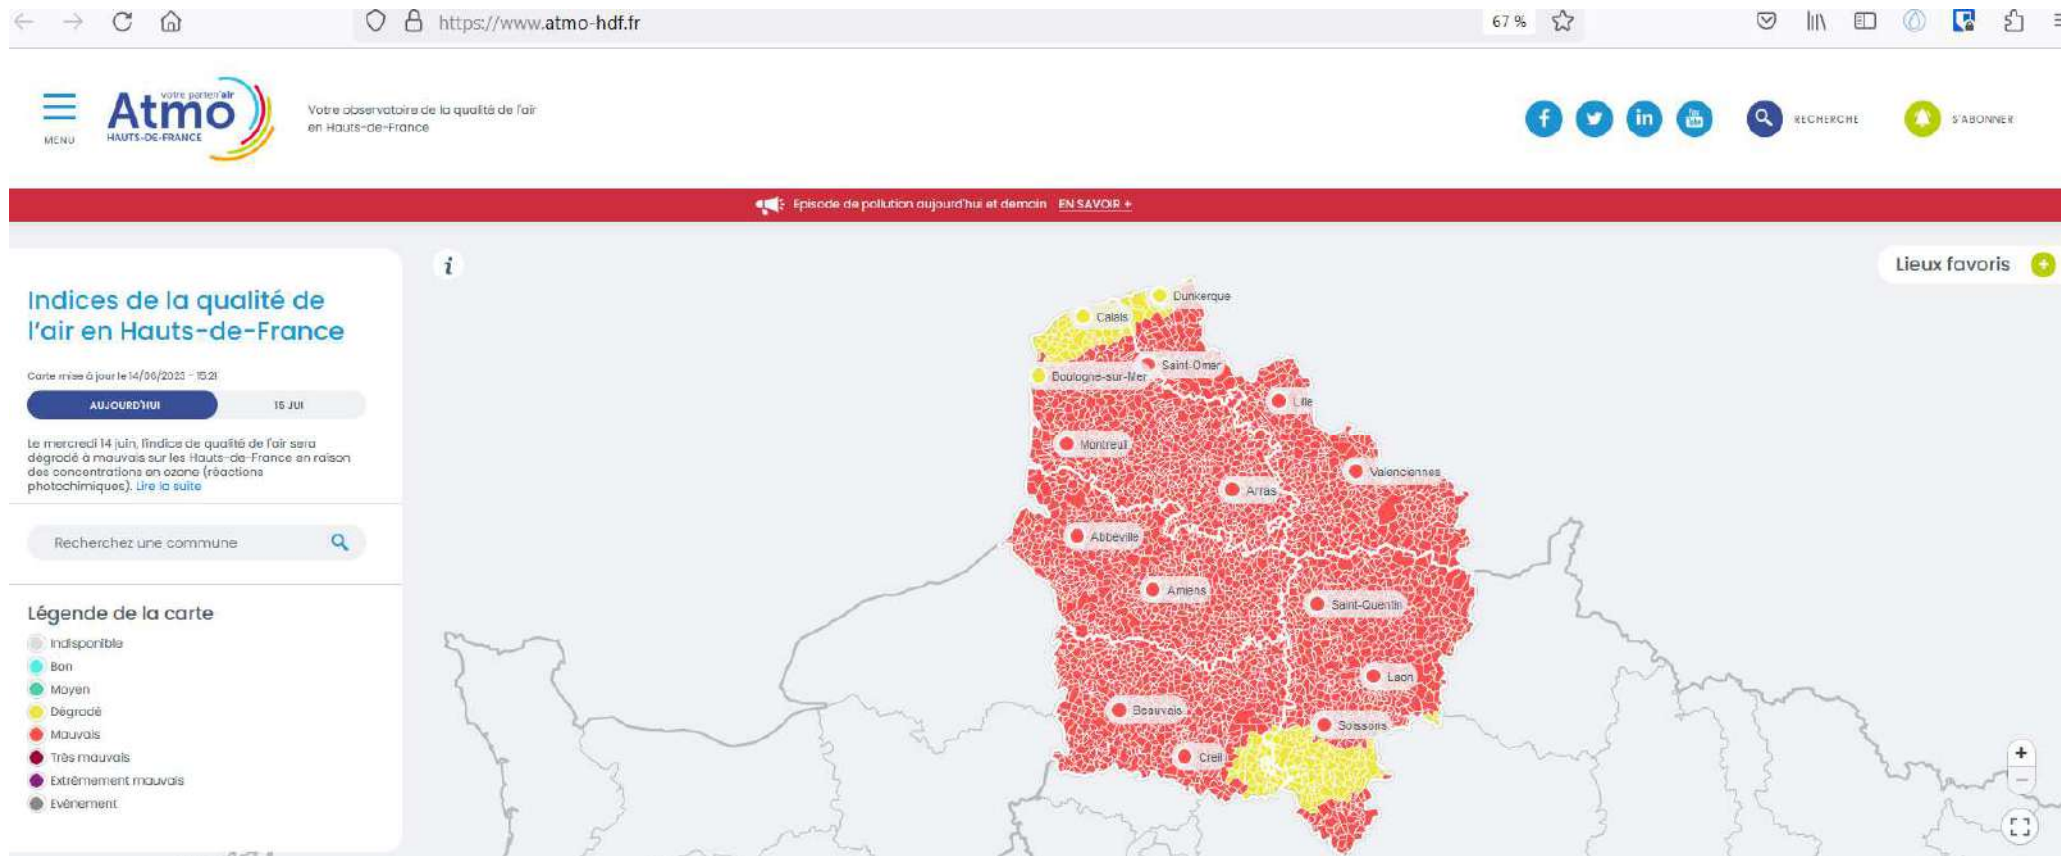 https://www.atmo-hdf.fr
67 %
MENU
votre parten'air
Atmo
HAUTS-DE-FRANCE
Votre observatoire de la qualité de l'air
en Hauts-de-France
RECHERCHE
S'ABONNER
Episode de pollution aujourd'hui et demain EN SAVOIR +
Lieux favoris
Indices de la qualité de
l'air en Hauts-de-France
Carte mise à jour le 14/06/2023 - 15:21
AUJOURD'HUI
15 JUI
Le mercredi 14 juin, l'indice de qualité de l'air sera
dégradé à mauvais sur les Hauts-de-France en raison
des concentrations en ozone (réactions
photochimiques). Lire la suite
Recherchez une commune
Légende de la carte
Indisponible
Bon
Moyen
Dégradé
Mauvais
Très mauvais
Extrêmement mauvais
Evénement
Dunkerque
Calais
Saint-Omer
Boulogne-sur-Mer
Lille
Montreuil
Valenciennes
Arras
Abbeville
Amiens
Saint-Quentin
Laon
Beauvais
Soissons
Creil